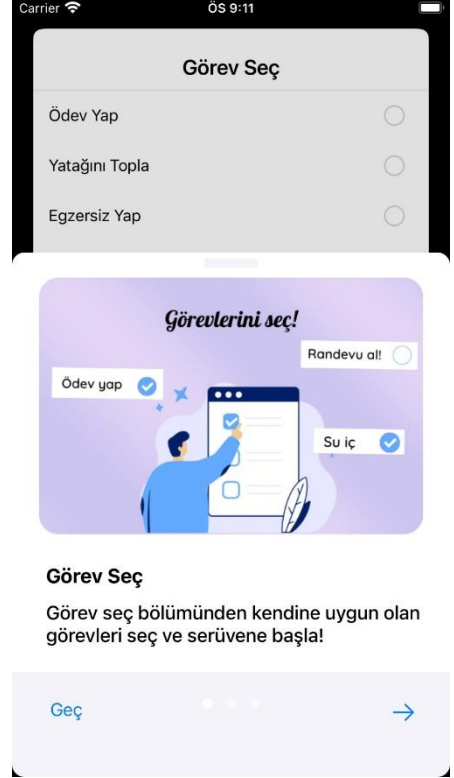 Carrier ÖS 9:11
Görev Seç
Ödev Yap
Yatağını Topla
Egzersiz Yap
Görevlerini seç!
Randevu al!
Ödev yap
Su iç
Görev Seç
Görev seç bölümünden kendine uygun olan
görevleri seç ve serüvene başla!
Geç